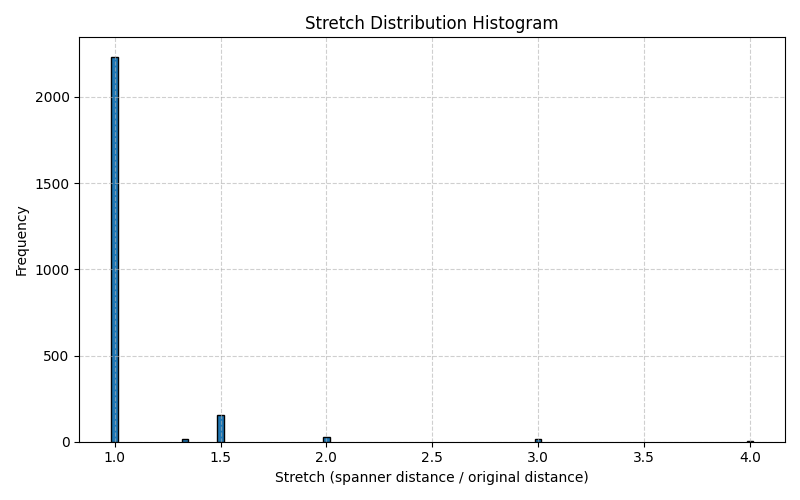 Stretch Distribution Histogram
Frequency
2000
1500
1000
500
0
1.0 1.5 2.0 2.5 3.0 3.5 4.0
Stretch (spanner distance / original distance)